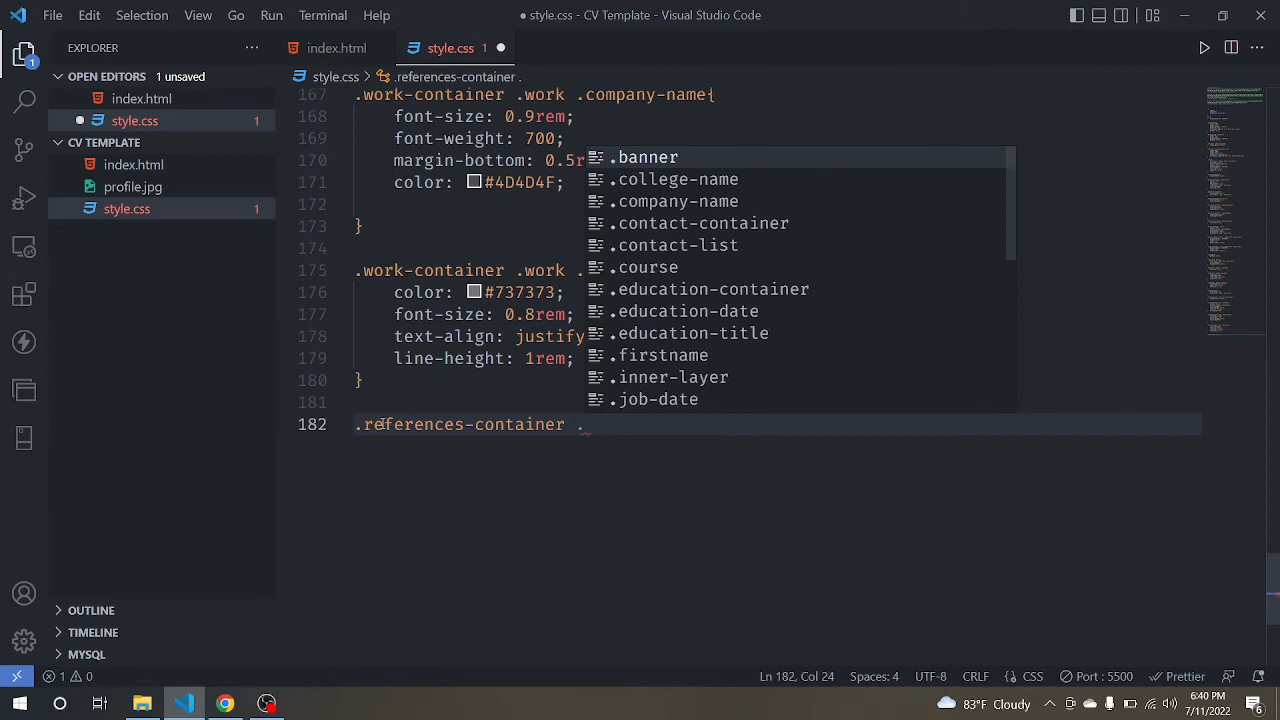 File Edit Selection View Go Run Terminal Help
style.css - CV Template - Visual Studio Code
EXPLORER
index.html
style.css 1
OPEN EDITORS 1 unsaved
index.html
style.css 1
CV TEMPLATE
index.html
profile.jpg
style.css 1
OUTLINE
TIMELINE
MYSQL
style.css > .references-container .
167 .work-container .work .company-name{
168 font-size: 0.9rem;
169 font-weight: 700;
170 margin-bottom: 0.5r
171 color: #4B4D4F;
172
173 }
174
175 .work-container .work .
176 color: #737373;
177 font-size: 0.8rem;
178 text-align: justify
179 line-height: 1rem;
180 }
181
182 .references-container .
.banner
.college-name
.company-name
.contact-container
.contact-list
.course
.education-container
.education-date
.education-title
.firstname
.inner-layer
.job-date
1 0
Ln 182, Col 24 Spaces: 4 UTF-8 CRLF {} CSS Port : 5500 Prettier
83°F Cloudy
6:40 PM
7/11/2022
6